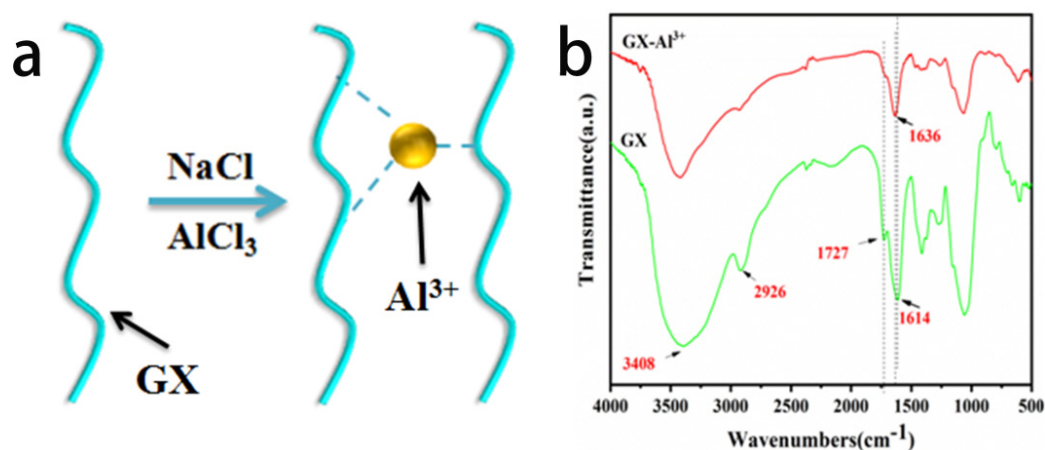 a
NaCl
AlCl₃
Al³⁺
GX
b
GX-Al³⁺
1636
GX
1727
2926
1614
3408
Transmittance(a.u.)
4000 3500 3000 2500 2000 1500 1000 500
Wavenumbers(cm⁻¹)